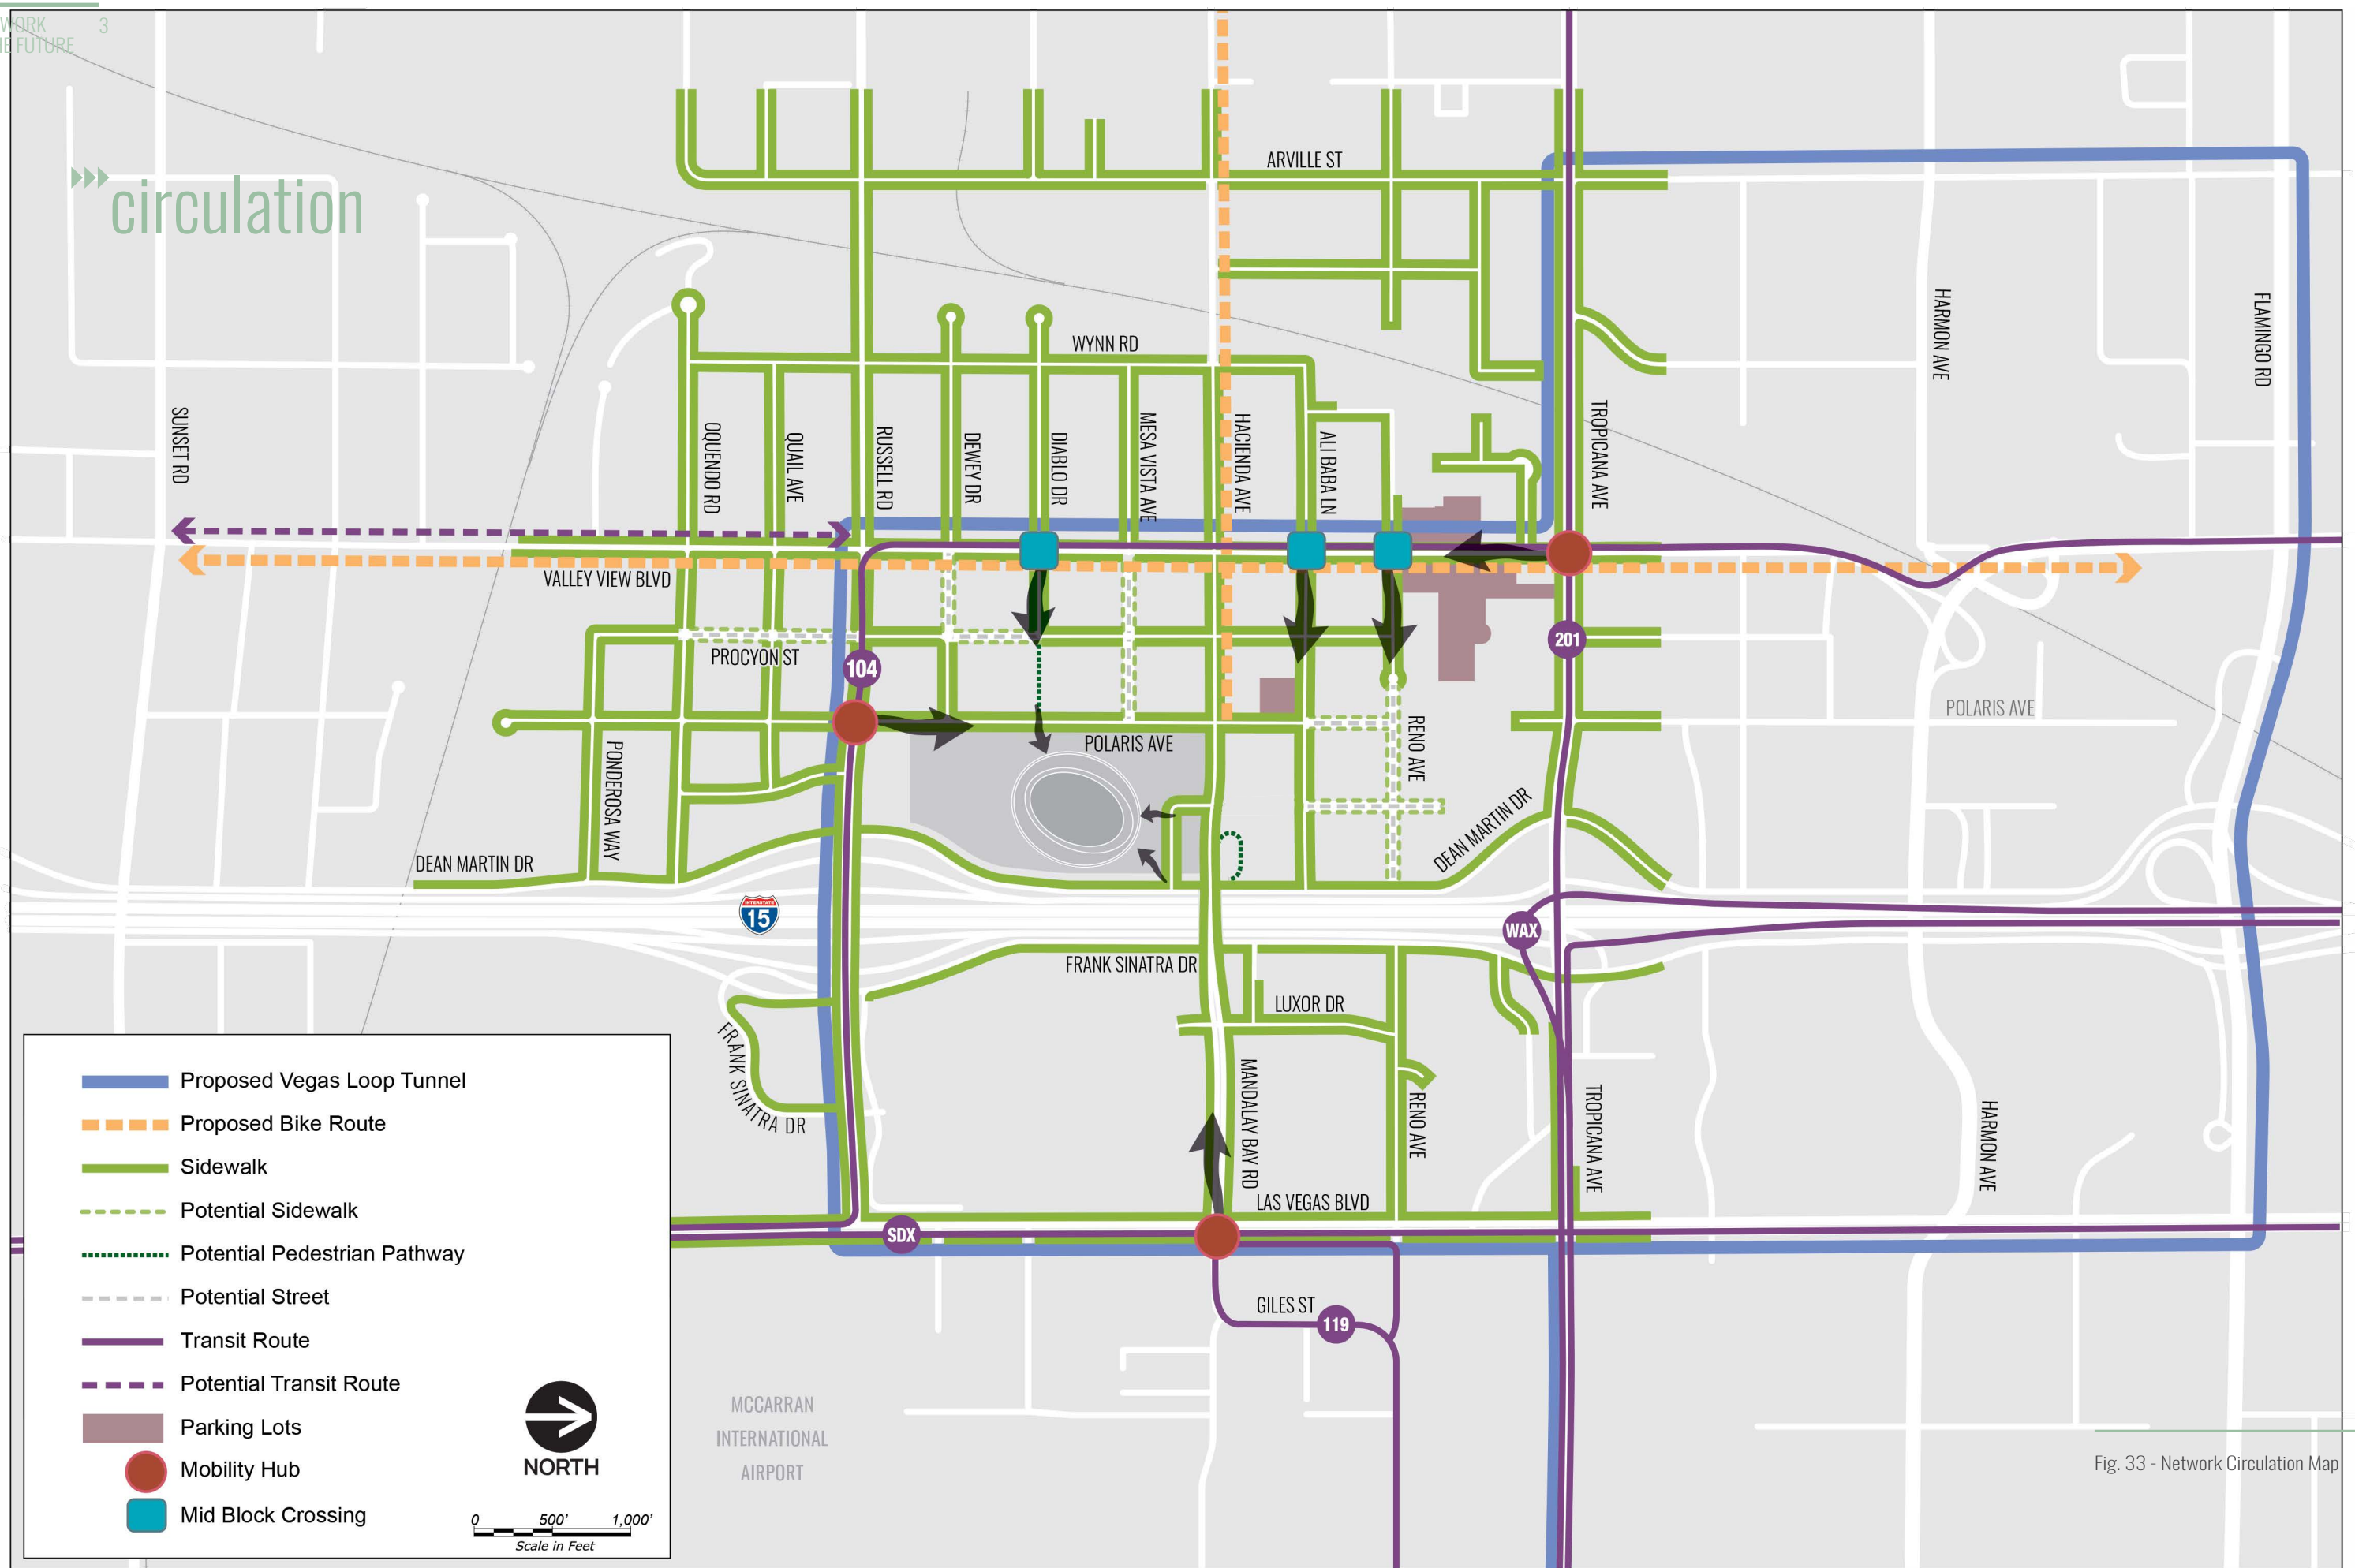 WORK 3
E FUTURE
circulation
ARVILLE ST
WYNN RD
HARMON AVE
FLAMINGO RD
SUNSET RD
OQUENDO RD
QUAIL AVE
RUSSELL RD
DEWEY DR
DIABLO DR
MESA VISTA AVE
HACIENDA AVE
ALI BABA LN
TROPICANA AVE
VALLEY VIEW BLVD
PROCYON ST
104
201
PONDEROSA WAY
POLARIS AVE
RENO AVE
POLARIS AVE
DEAN MARTIN DR
DEAN MARTIN DR
INTERSTATE
15
WAX
FRANK SINATRA DR
LUXOR DR
FRANK SINATRA DR
MANDALAY BAY RD
RENO AVE
TROPICANA AVE
HARMON AVE
LAS VEGAS BLVD
SDX
GILES ST
119
MCCARRAN
INTERNATIONAL
AIRPORT
Proposed Vegas Loop Tunnel
Proposed Bike Route
Sidewalk
Potential Sidewalk
Potential Pedestrian Pathway
Potential Street
Transit Route
Potential Transit Route
Parking Lots
Mobility Hub
Mid Block Crossing
NORTH
0 500' 1,000'
Scale in Feet
Fig. 33 - Network Circulation Map